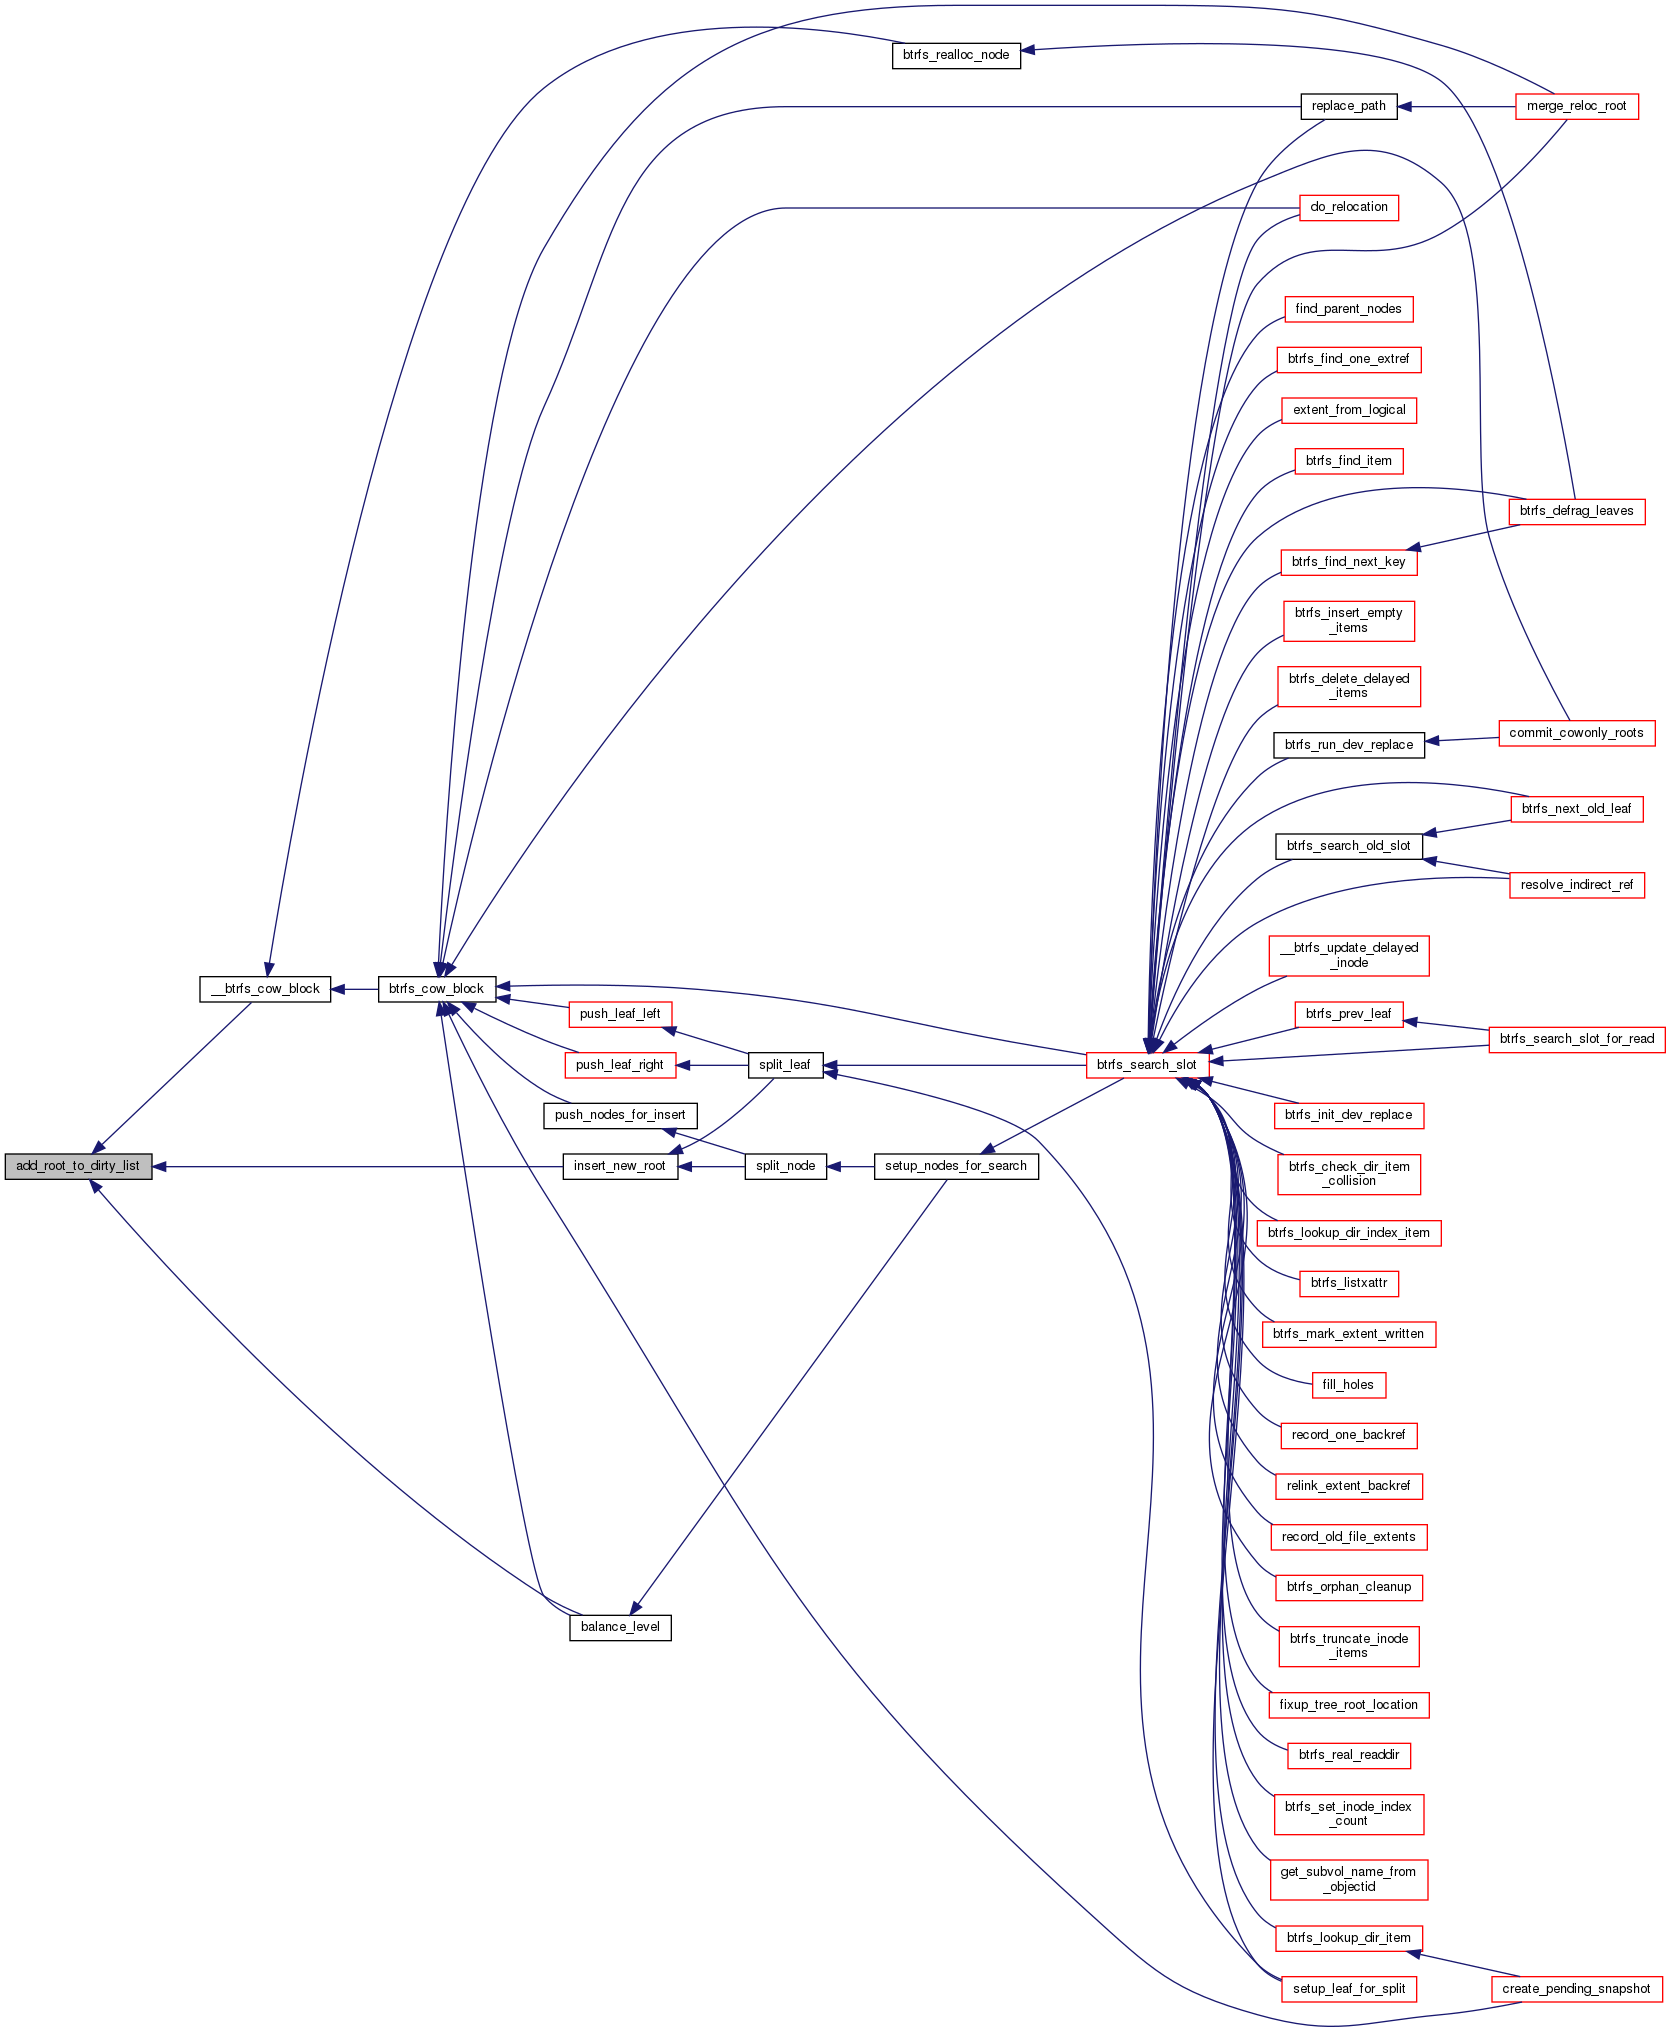 btrfs_realloc_node
replace_path
merge_reloc_root
do_relocation
find_parent_nodes
btrfs_find_one_extref
extent_from_logical
btrfs_find_item
btrfs_defrag_leaves
btrfs_find_next_key
btrfs_insert_empty
_items
btrfs_delete_delayed
_items
btrfs_run_dev_replace
commit_cowonly_roots
btrfs_next_old_leaf
btrfs_search_old_slot
resolve_indirect_ref
__btrfs_update_delayed
_inode
__btrfs_cow_block
btrfs_cow_block
push_leaf_left
btrfs_prev_leaf
btrfs_search_slot_for_read
push_leaf_right
split_leaf
btrfs_search_slot
push_nodes_for_insert
btrfs_init_dev_replace
add_root_to_dirty_list
insert_new_root
split_node
setup_nodes_for_search
btrfs_check_dir_item
_collision
btrfs_lookup_dir_index_item
btrfs_listxattr
btrfs_mark_extent_written
fill_holes
record_one_backref
relink_extent_backref
record_old_file_extents
btrfs_orphan_cleanup
balance_level
btrfs_truncate_inode
_items
fixup_tree_root_location
btrfs_real_readdir
btrfs_set_inode_index
_count
get_subvol_name_from
_objectid
btrfs_lookup_dir_item
setup_leaf_for_split
create_pending_snapshot